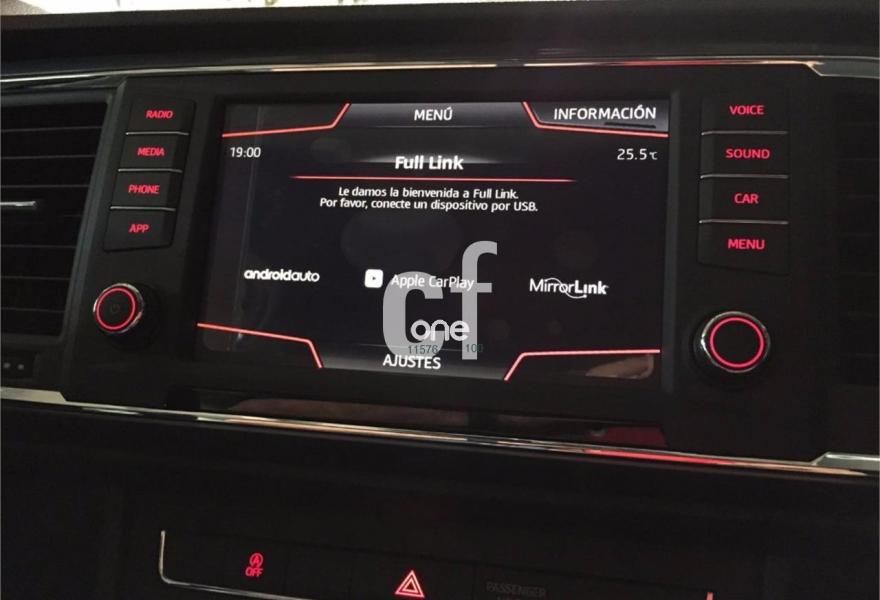 RADIO
MEDIA
PHONE
APP
MENÚ
INFORMACIÓN
19:00
Full Link
25.5℃
Le damos la bienvenida a Full Link.
Por favor, conecte un dispositivo por USB.
androidauto
Apple CarPlay
MirrorLink
cf
one
11576
AJUSTES
VOICE
SOUND
CAR
MENU
A
OFF
PASSENGER